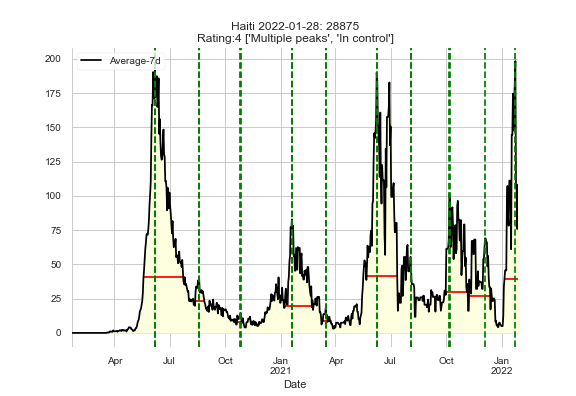 Haiti 2022-01-28: 28875
Rating:4 ['Multiple peaks', 'In control']
Average-7d
200
175
150
125
100
75
50
25
0
Apr Jul Oct Jan Apr Jul Oct Jan
2021 2022
Date